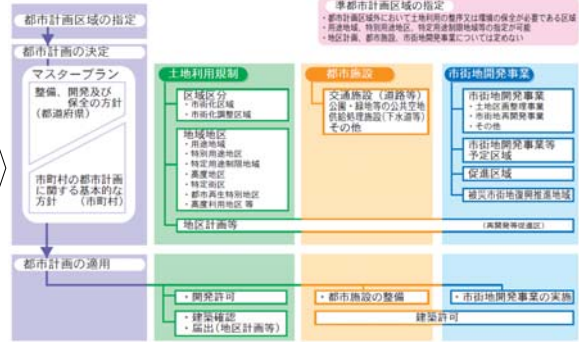 都市計画区域の指定
準都市計画区域の指定
・都市計画区域外において土地利用の整序又は環境の保全が必要である区域
・用途地域、特別用途地区、特定用途制限地域等の指定が可能
・地区計画、都市施設、市街地開発事業については定めない
都市計画の決定
マスタープラン
整備、開発及び
保全の方針
(都道府県)
市町村の都市計画
に関する基本的な
方針 (市町村)
土地利用規制
区域区分
・市街化区域
・市街化調整区域
地域地区
・用途地域
・特別用途地区
・特定用途制限地域
・高度地区
・特定街区
・都市再生特別地区
・高度利用地区 等
地区計画等
(再開発等促進区)
都市施設
交通施設(道路等)
公園・緑地等の公共空地
供給処理施設(下水道等)
その他
市街地開発事業
市街地開発事業
・土地区画整理事業
・市街地再開発事業
・その他
市街地開発事業等
予定区域
促進区域
被災市街地復興推進地域
都市計画の適用
・開発許可
・建築確認
・届出(地区計画等)
・都市施設の整備
・市街地開発事業の実施
建築許可